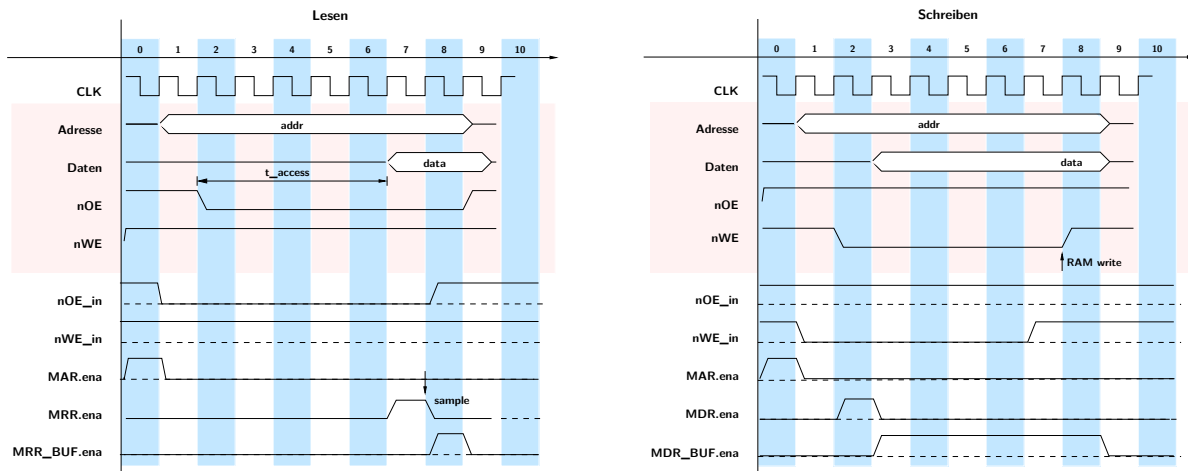 Lesen
0 1 2 3 4 5 6 7 8 9 10
CLK
Adresse
addr
Daten
data
t_access
nOE
nWE
nOE_in
nWE_in
MAR.ena
sample
MRR.ena
MRR_BUF.ena
Schreiben
0 1 2 3 4 5 6 7 8 9 10
CLK
Adresse
addr
Daten
data
nOE
nWE
RAM write
nOE_in
nWE_in
MAR.ena
MDR.ena
MDR_BUF.ena